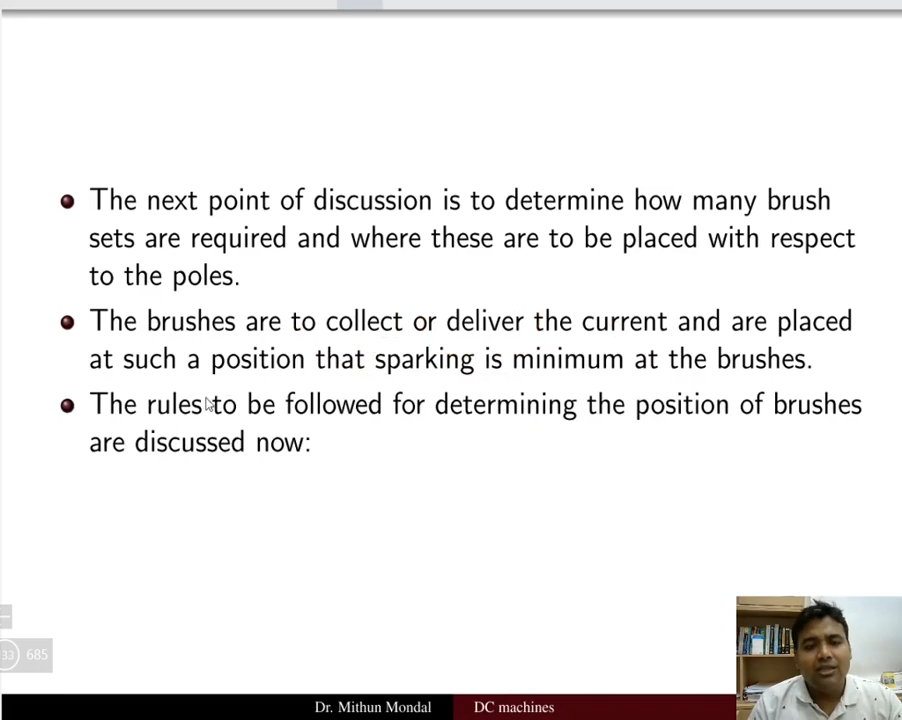 The next point of discussion is to determine how many brush
sets are required and where these are to be placed with respect
to the poles.
The brushes are to collect or deliver the current and are placed
at such a position that sparking is minimum at the brushes.
The rules to be followed for determining the position of brushes
are discussed now:
33 685
Dr. Mithun Mondal DC machines